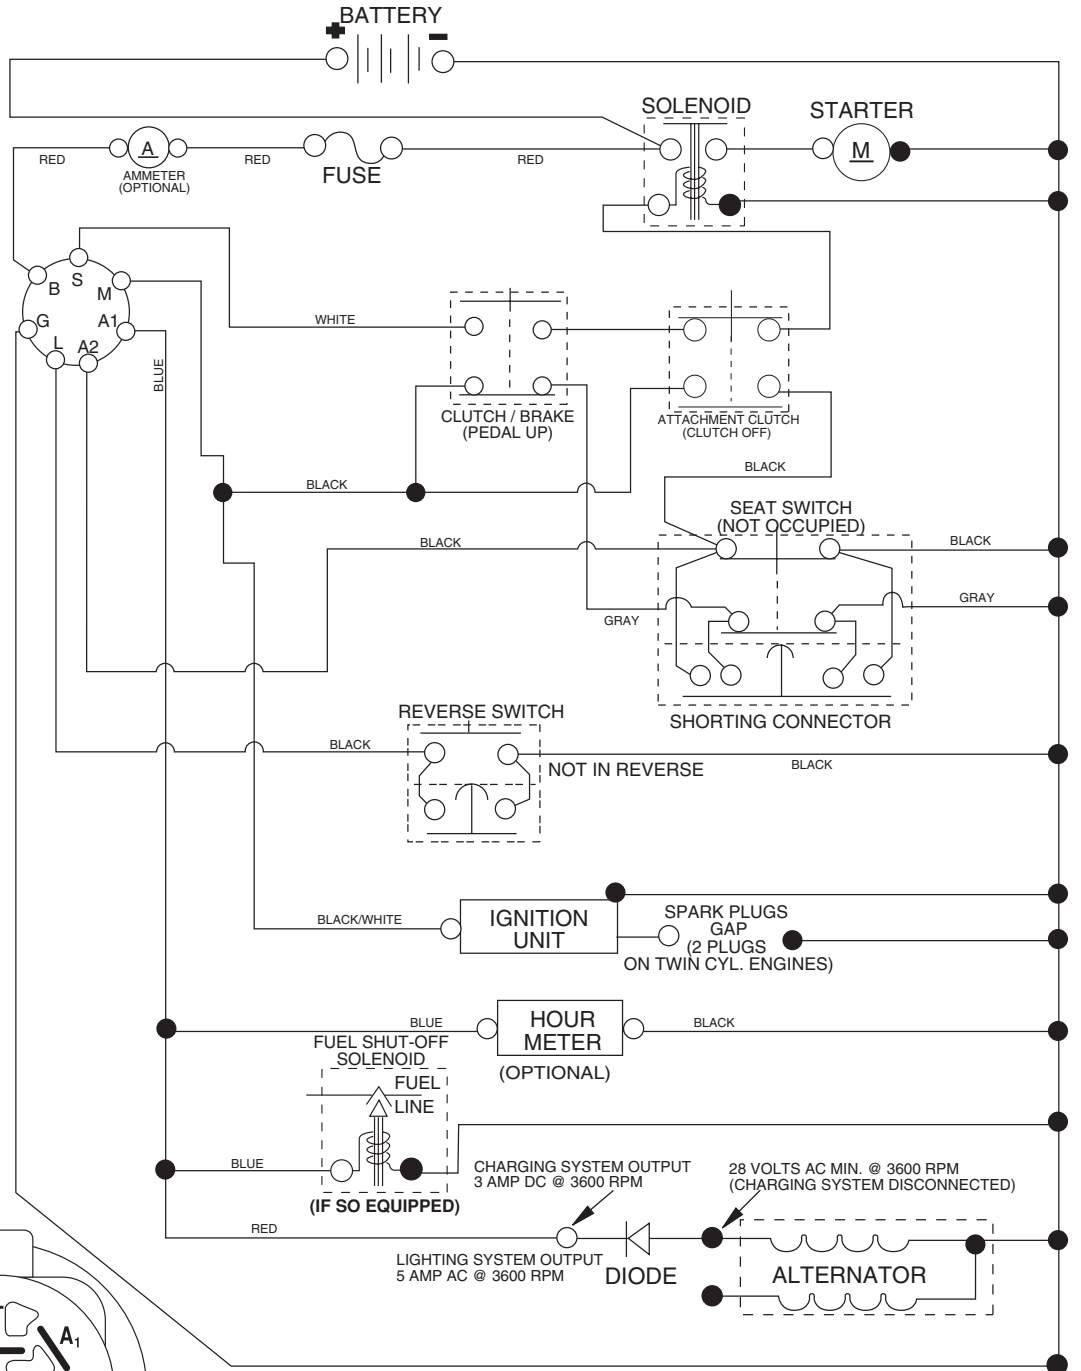 BATTERY
+ −
SOLENOID
STARTER
RED
A
RED
FUSE
RED
M
AMMETER
(OPTIONAL)
B
S
M
G
A1
L
A2
WHITE
BLUE
CLUTCH / BRAKE
(PEDAL UP)
ATTACHMENT CLUTCH
(CLUTCH OFF)
BLACK
BLACK
SEAT SWITCH
(NOT OCCUPIED)
BLACK
BLACK
GRAY
GRAY
SHORTING CONNECTOR
REVERSE SWITCH
BLACK
NOT IN REVERSE
BLACK
BLACK/WHITE
IGNITION
UNIT
SPARK PLUGS
GAP
(2 PLUGS
ON TWIN CYL. ENGINES)
BLUE
HOUR
METER
BLACK
(OPTIONAL)
FUEL SHUT-OFF
SOLENOID
FUEL
LINE
BLUE
(IF SO EQUIPPED)
CHARGING SYSTEM OUTPUT
3 AMP DC @ 3600 RPM
28 VOLTS AC MIN. @ 3600 RPM
(CHARGING SYSTEM DISCONNECTED)
RED
LIGHTING SYSTEM OUTPUT
5 AMP AC @ 3600 RPM
DIODE
ALTERNATOR
A₁